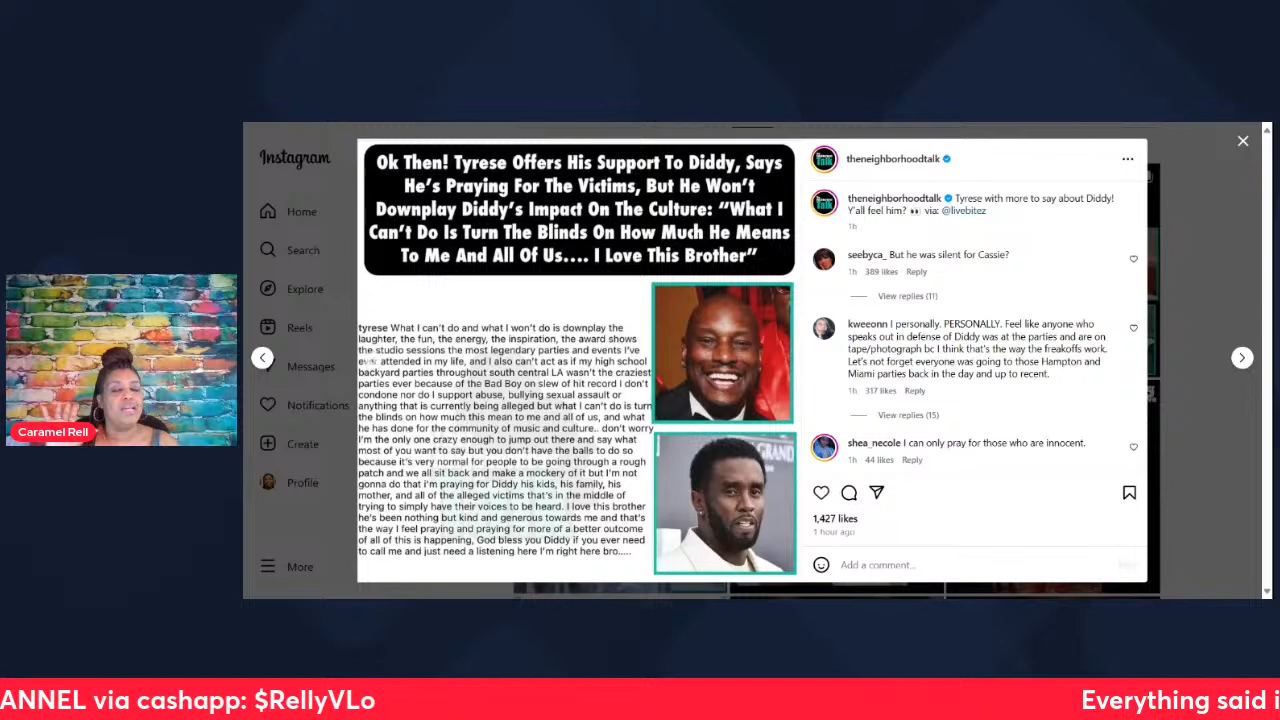 Instagram
Home
Search
Explore
Reels
Messages
Notifications
Create
Profile
More
Caramel Rell
Ok Then! Tyrese Offers His Support To Diddy, Says
He's Praying For The Victims, But He Won't
Downplay Diddy's Impact On The Culture: "What I
Can't Do Is Turn The Blinds On How Much He Means
To Me And All Of Us.... I Love This Brother"
tyrese What I can't do and what I won't do is downplay the
laughter, the fun, the energy, the inspiration, the award shows
the studio sessions the most legendary parties and events I've
ever attended in my life, and I also can't act as if my high school
backyard parties throughout south central LA wasn't the craziest
parties ever because of the Bad Boy on slew of hit record I don't
condone nor do I support abuse, bullying sexual assault or
anything that is currently being alleged but what I can't do is turn
the blinds on how much this mean to me and all of us, and what
he has done for the community of music and culture.. don't worry
I'm the only one crazy enough to jump out there and say what
most of you want to say but you don't have the balls to do so
because it's very normal for people to be going through a rough
patch and we all sit back and make a mockery of it but I'm not
gonna do that i'm praying for Diddy his kids, his family, his
mother, and all of the alleged victims that's in the middle of
trying to simply have their voices to be heard. I love this brother
he's been nothing but kind and generous towards me and that's
the way I feel praying and praying for more of a better outcome
of all of this is happening, God bless you Diddy if you ever need
to call me and just need a listening here I'm right here bro.....
GRAND
theneighborhoodtalk
theneighborhoodtalk Tyrese with more to say about Diddy!
Y'all feel him? 👀 via: @livebitez
1h
seebyca_ But he was silent for Cassie?
1h 389 likes Reply
View replies (11)
kweeonn I personally. PERSONALLY. Feel like anyone who
speaks out in defense of Diddy was at the parties and are on
tape/photograph bc I think that's the way the freakoffs work.
Let's not forget everyone was going to those Hampton and
Miami parties back in the day and up to recent.
1h 317 likes Reply
View replies (15)
shea_necole I can only pray for those who are innocent.
1h 44 likes Reply
1,427 likes
1 hour ago
Add a comment...
ANNEL via cashapp: $RellyVLo
Everything said i